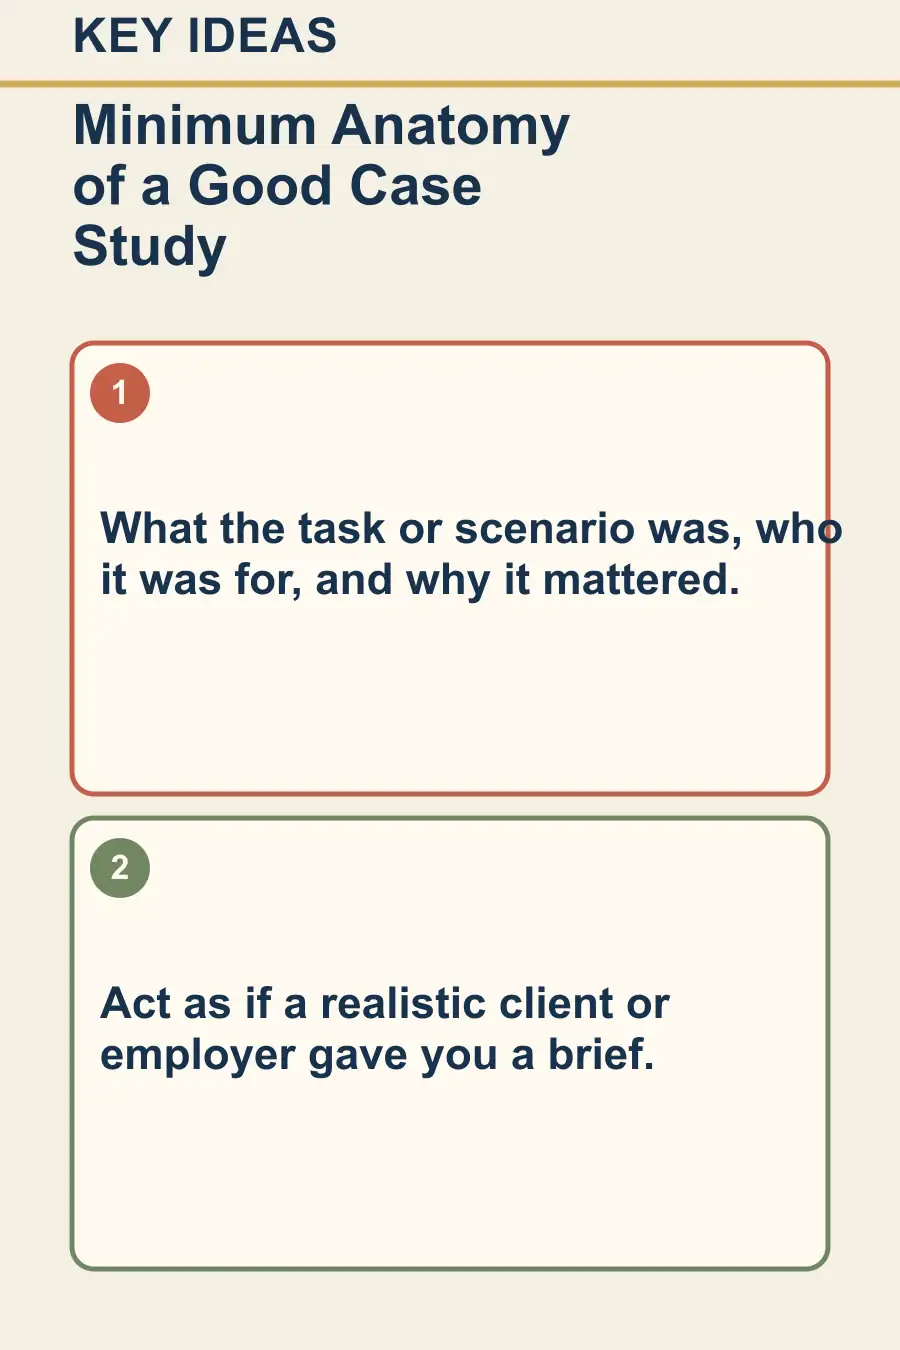 KEY IDEAS
Minimum Anatomy
of a Good Case
Study
1
What the task or scenario was, who
it was for, and why it mattered.
2
Act as if a realistic client or
employer gave you a brief.